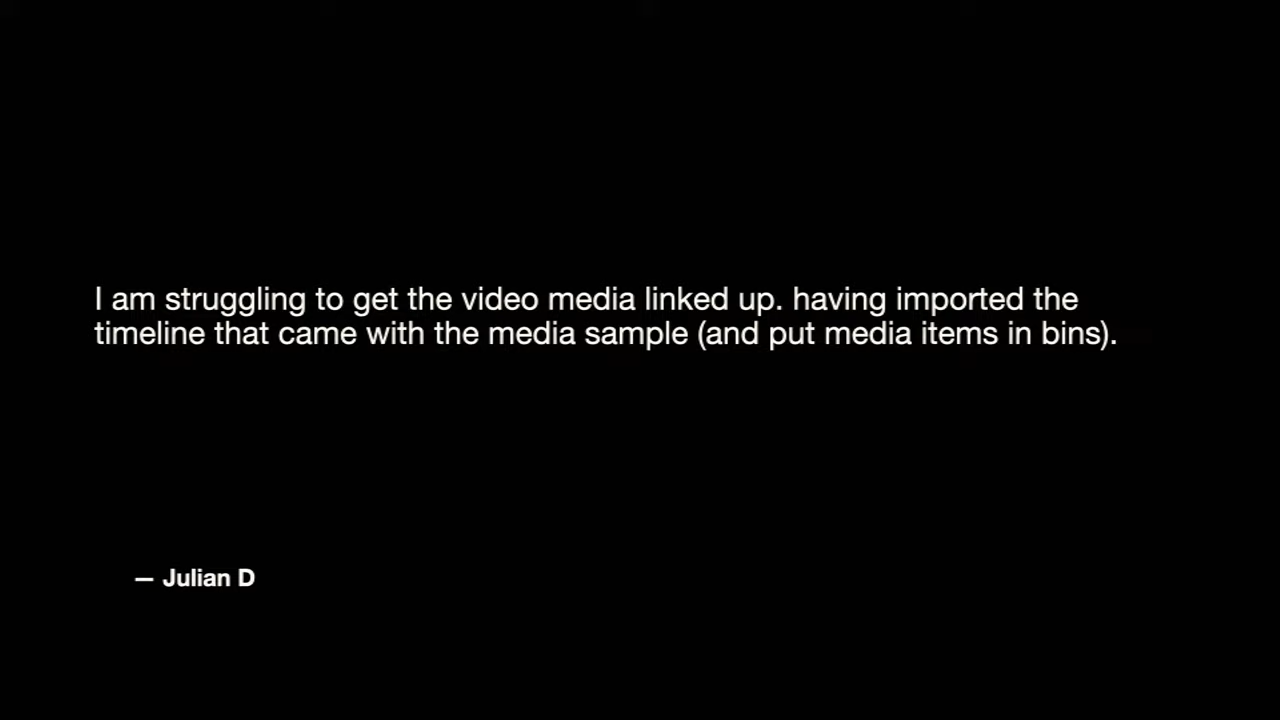 I am struggling to get the video media linked up. having imported the
timeline that came with the media sample (and put media items in bins).
— Julian D